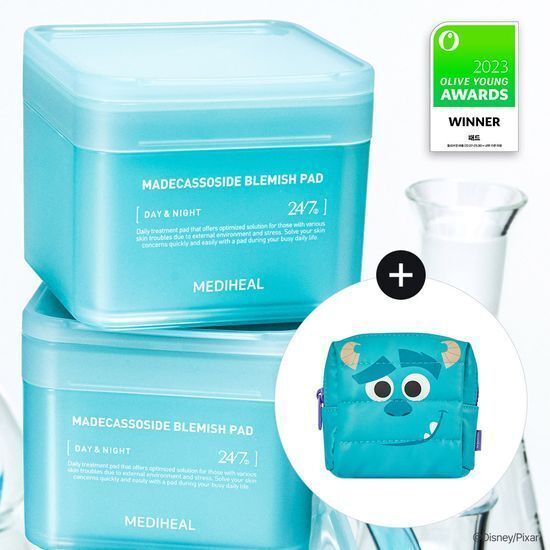 2023
OLIVE YOUNG
AWARDS
WINNER
패드
MADECASSOSIDE BLEMISH PAD
[ DAY & NIGHT 24/7 ]
Daily treatment pad that offers optimized solution for those with various
skin troubles due to external environment and stress. Solve your skin
concerns quickly and easily with a pad during your busy daily life.
MEDIHEAL
+
MADECASSOSIDE BLEMISH PAD
[ DAY & NIGHT 24/7 ]
Daily treatment pad that offers optimized solution for those with various
skin troubles due to external environment and stress. Solve your skin
concerns quickly and easily with a pad during your busy daily life.
MEDIHEAL
©Disney/Pixar